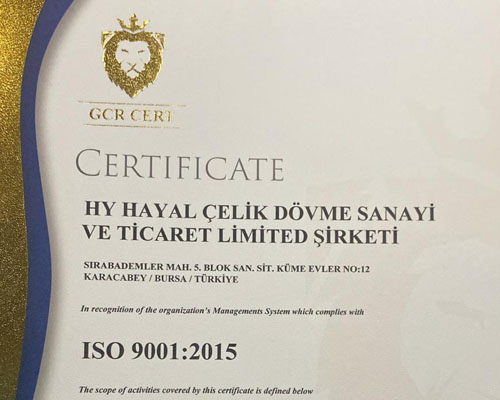 GCR CERT
CERTIFICATE
HY HAYAL ÇELİK DÖVME SANAYİ
VE TİCARET LİMİTED ŞİRKETİ
SIRABADEMLER MAH. 5. BLOK SAN. SİT. KÜME EVLER NO:12
KARACABEY / BURSA / TÜRKİYE
In recognition of the organization's Managements System which complies with
ISO 9001:2015
The scope of activities covered by this certificate is defined below